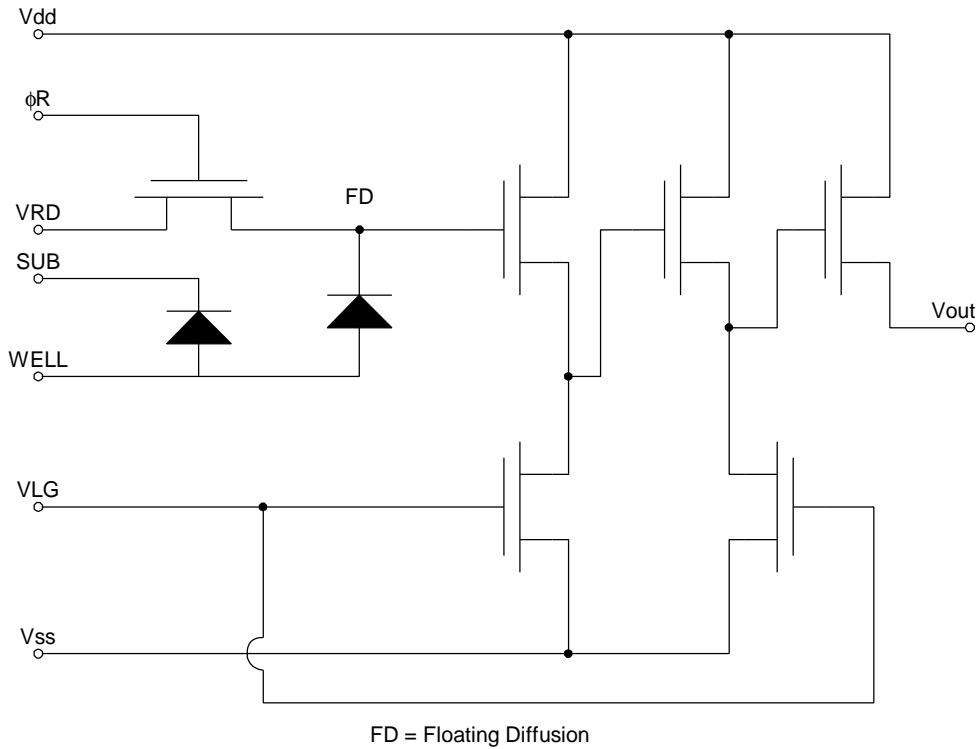 Vdd
ϕR
VRD
FD
SUB
Vout
WELL
VLG
Vss
FD = Floating Diffusion